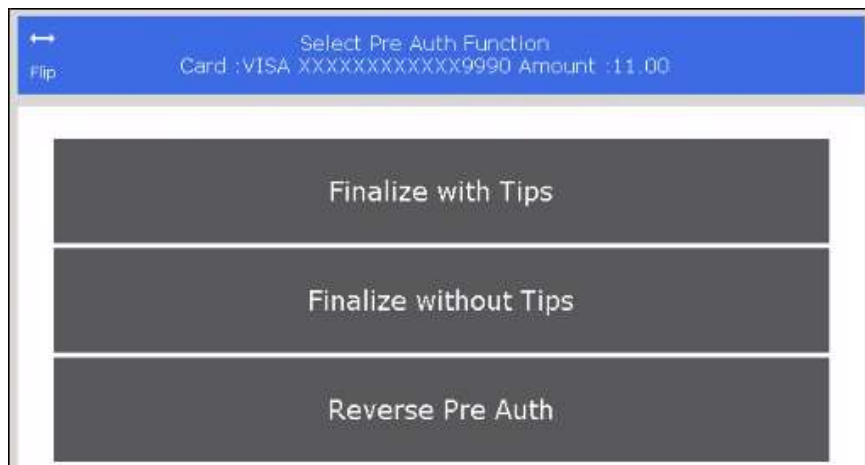 Select Pre Auth Function
Flip
Card :VISA XXXXXXXXXXXX9990 Amount :11.00
Finalize with Tips
Finalize without Tips
Reverse Pre Auth